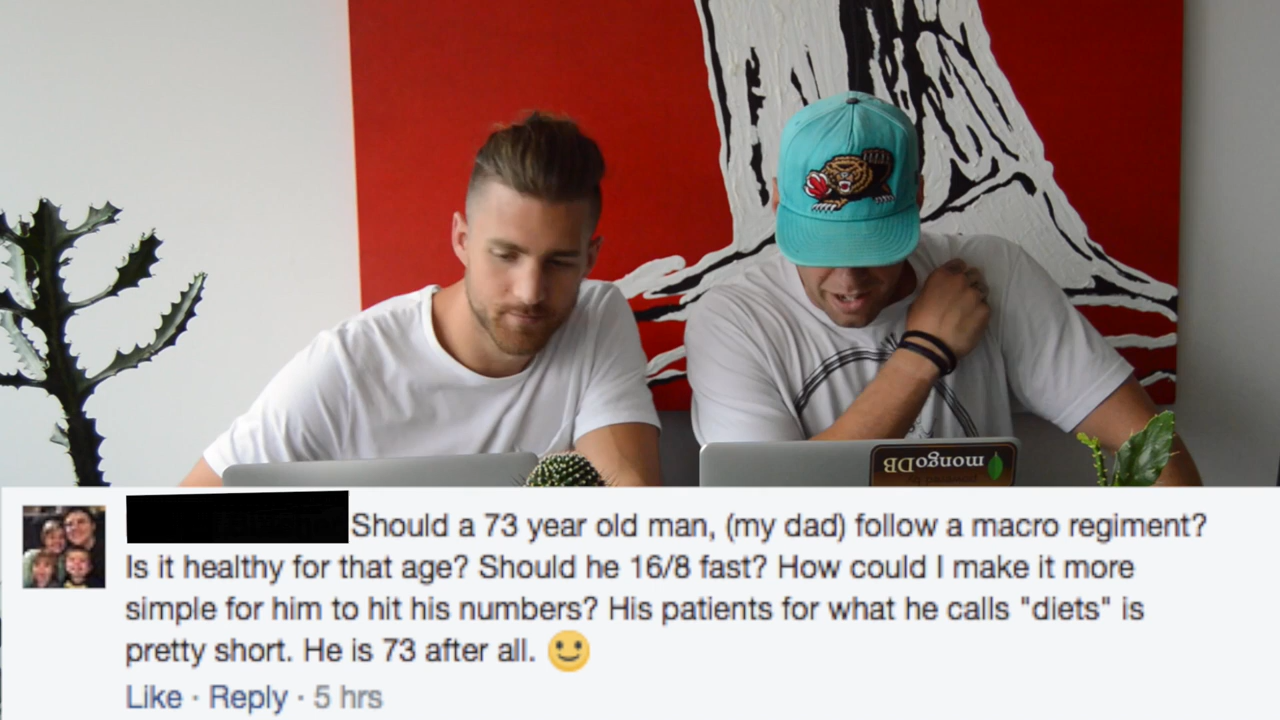 mongoDB
Should a 73 year old man, (my dad) follow a macro regiment?
Is it healthy for that age? Should he 16/8 fast? How could I make it more
simple for him to hit his numbers? His patients for what he calls "diets" is
pretty short. He is 73 after all. 🙂
Like · Reply · 5 hrs